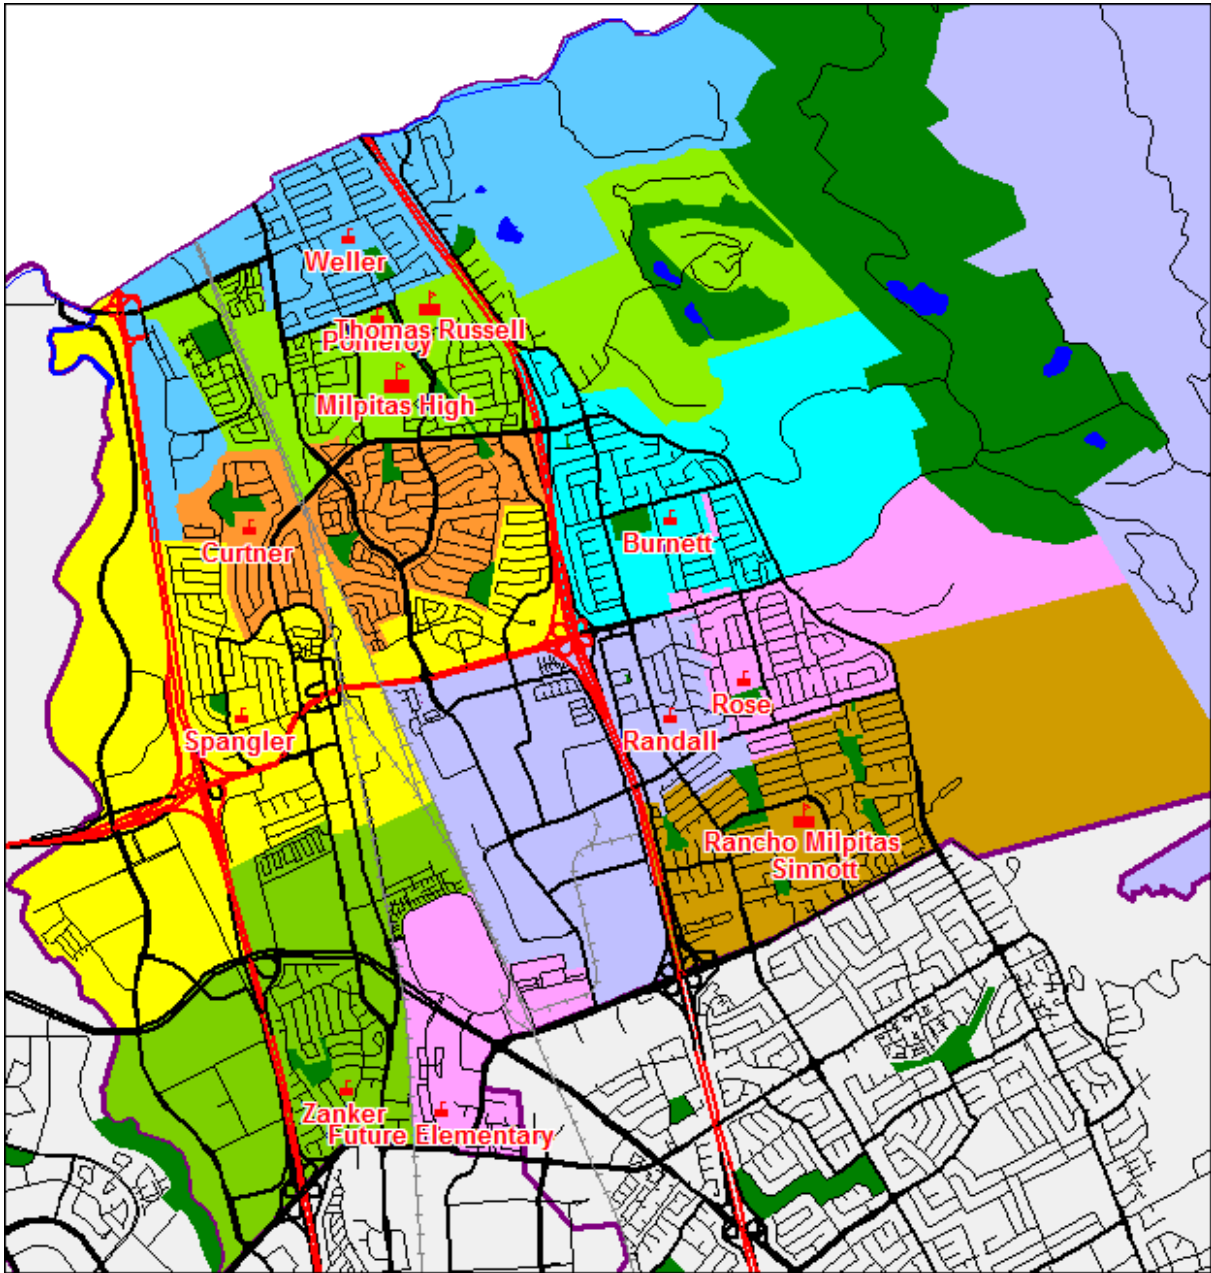 Weller
Thomas Russell
Pomeroy
Milpitas High
Curtner
Burnett
Rose
Spangler
Randall
Rancho Milpitas
Sinnott
Zanker
Future Elementary